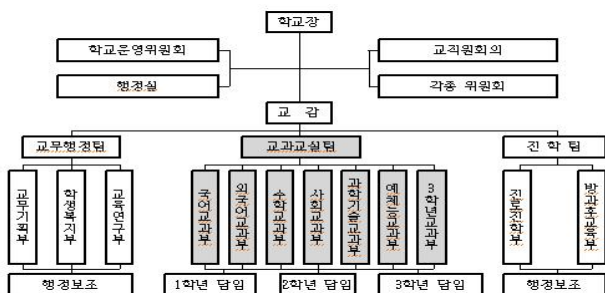 학교장
학교운영위원회
교직원회의
행정실
각종 위원회
교 감
교무행정팀
교과교실팀
진 학 팀
교무기획부
학생복지부
교육연구부
국어교과부
외국어교과부
수학교과부
사회교과부
과학기술교과부
예체능교과부
3학년교과부
진로진학부
방과후교육부
행정보조
1학년 담임
2학년 담임
3학년 담임
행정보조